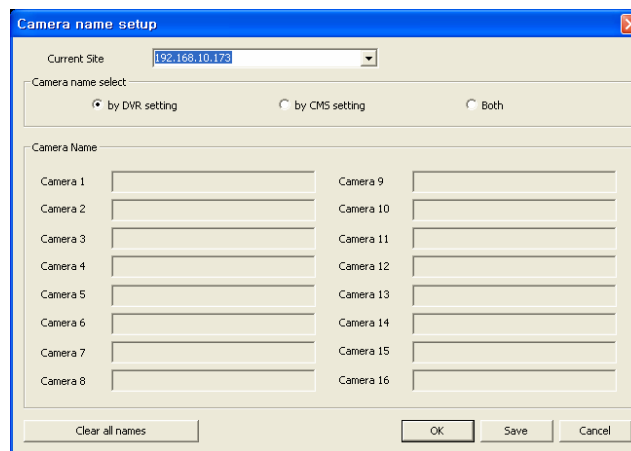 Camera name setup
Current Site 192.168.10.173
Camera name select
by DVR setting by CMS setting Both
Camera Name
Camera 1 Camera 9
Camera 2 Camera 10
Camera 3 Camera 11
Camera 4 Camera 12
Camera 5 Camera 13
Camera 6 Camera 14
Camera 7 Camera 15
Camera 8 Camera 16
Clear all names OK Save Cancel